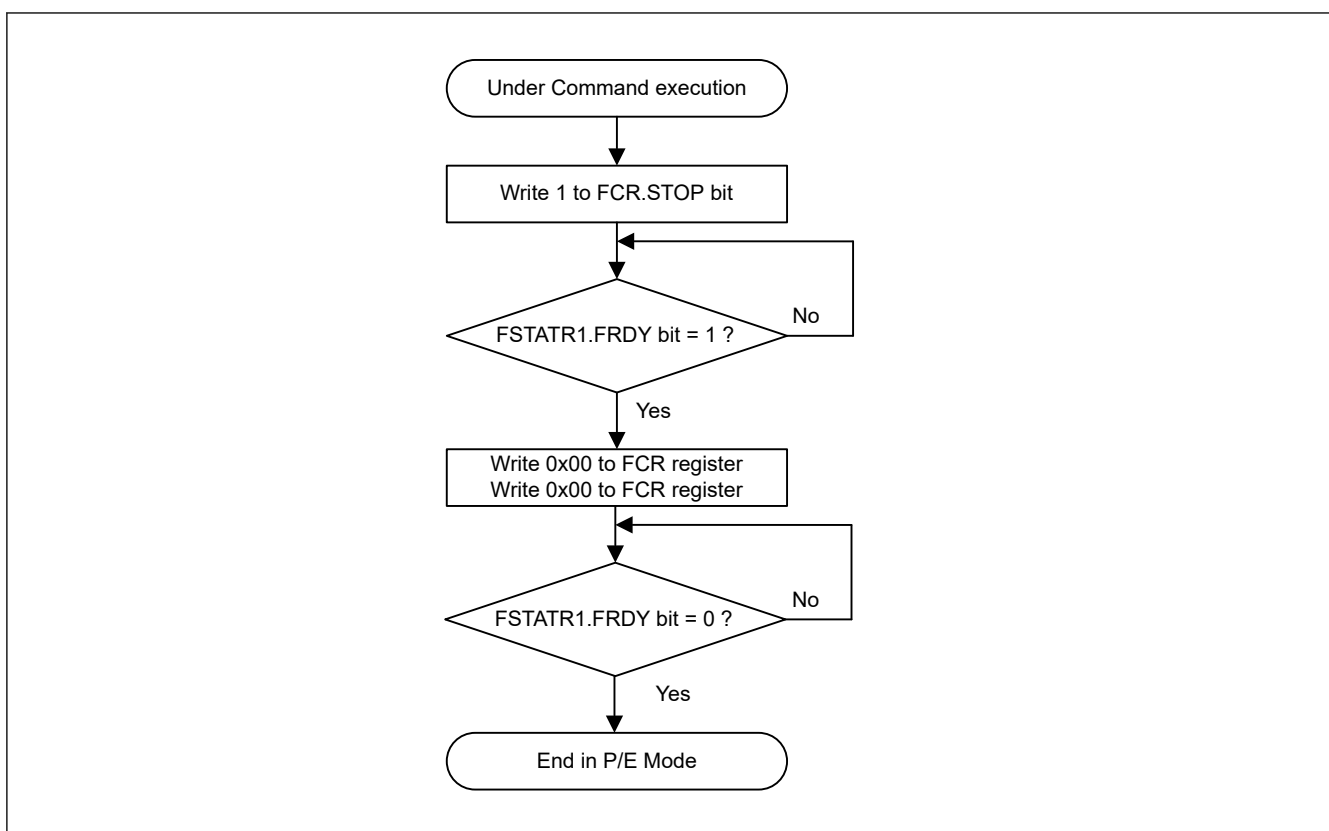 Under Command execution
Write 1 to FCR.STOP bit
FSTATR1.FRDY bit = 1 ?
No
Yes
Write 0x00 to FCR register
Write 0x00 to FCR register
FSTATR1.FRDY bit = 0 ?
No
Yes
End in P/E Mode